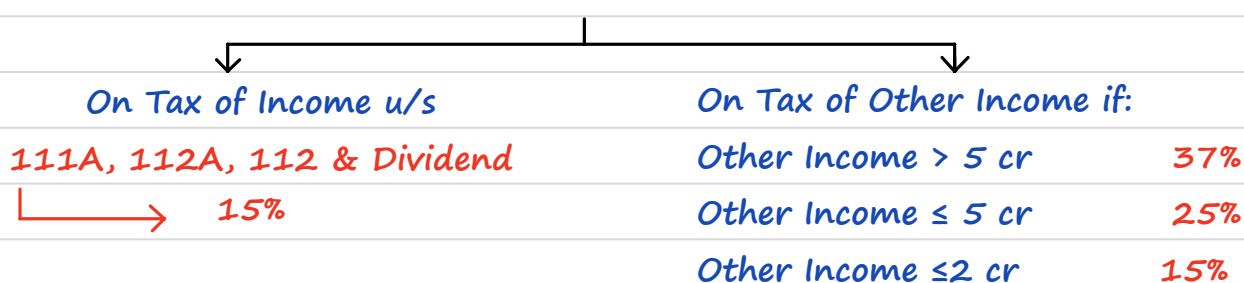 On Tax of Income u/s
111A, 112A, 112 & Dividend
15%
On Tax of Other Income if:
Other Income > 5 cr 37%
Other Income ≤ 5 cr 25%
Other Income ≤2 cr 15%